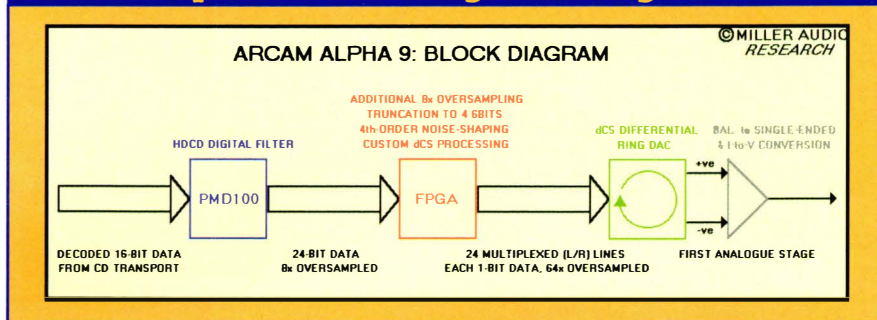 ARCAM ALPHA 9: BLOCK DIAGRAM
©MILLER AUDIO
RESEARCH
ADDITIONAL 8x OVERSAMPLING
TRUNCATION TO 4.6BITS
4th-ORDER NOISE-SHAPING
CUSTOM dCS PROCESSING
HDCD DIGITAL FILTER
dCS DIFFERENTIAL
RING DAC
BAL. to SINGLE-ENDED
& I-to-V CONVERSION
+ve
PMD100
FPGA
-ve
DECODED 16-BIT DATA
FROM CD TRANSPORT
24-BIT DATA
8x OVERSAMPLED
24 MULTIPLEXED (L/R) LINES
EACH 1-BIT DATA, 64x OVERSAMPLED
FIRST ANALOGUE STAGE